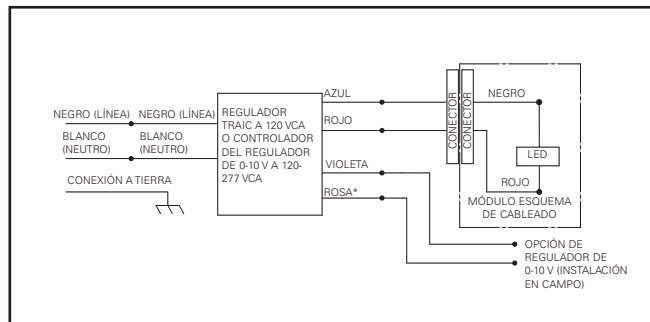 NEGRO (LÍNEA)
NEGRO (LÍNEA)
BLANCO
(NEUTRO)
BLANCO
(NEUTRO)
CONEXIÓN A TIERRA
REGULADOR
TRAIC A 120 VCA
O CONTROLADOR
DEL REGULADOR
DE 0-10 V A 120-
277 VCA
AZUL
ROJO
VIOLETA
ROSA*
CONECTOR
CONECTOR
NEGRO
LED
ROJO
MÓDULO ESQUEMA
DE CABLEADO
OPCIÓN DE
REGULADOR DE
0-10 V (INSTALACIÓN
EN CAMPO)